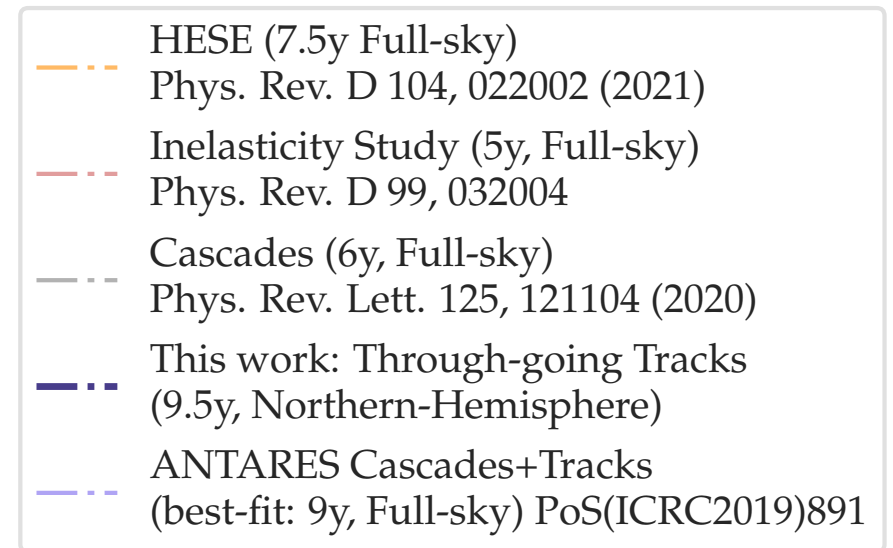 HESE (7.5y Full-sky)
Phys. Rev. D 104, 022002 (2021)
Inelasticity Study (5y, Full-sky)
Phys. Rev. D 99, 032004
Cascades (6y, Full-sky)
Phys. Rev. Lett. 125, 121104 (2020)
This work: Through-going Tracks
(9.5y, Northern-Hemisphere)
ANTARES Cascades+Tracks
(best-fit: 9y, Full-sky) PoS(ICRC2019)891